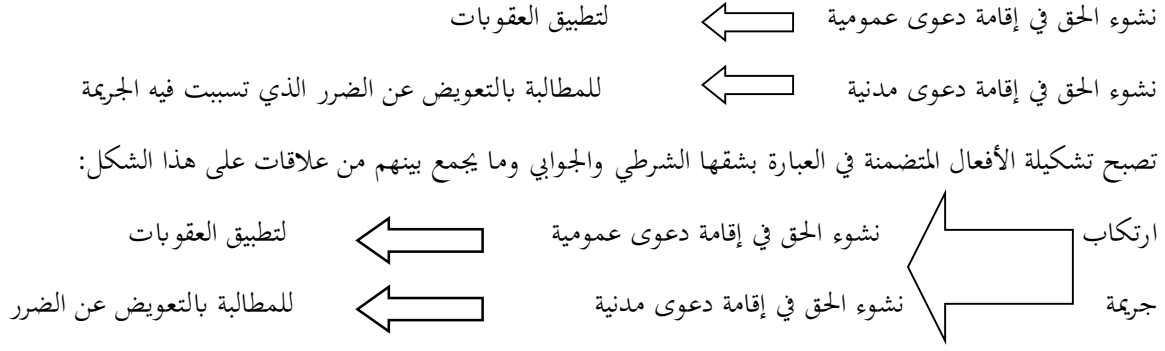 نشوء الحق في إقامة دعوى عمومية لتطبيق العقوبات
نشوء الحق في إقامة دعوى مدنية للمطالبة بالتعويض عن الضرر الذي تسببت فيه الجريمة
تصبح تشكيلة الأفعال المتضمنة في العبارة بشقها الشرطي والجوابي وما يجمع بينهم من علاقات على هذا الشكل:
ارتكاب نشوء الحق في إقامة دعوى عمومية لتطبيق العقوبات
جريمة نشوء الحق في إقامة دعوى مدنية للمطالبة بالتعويض عن الضرر